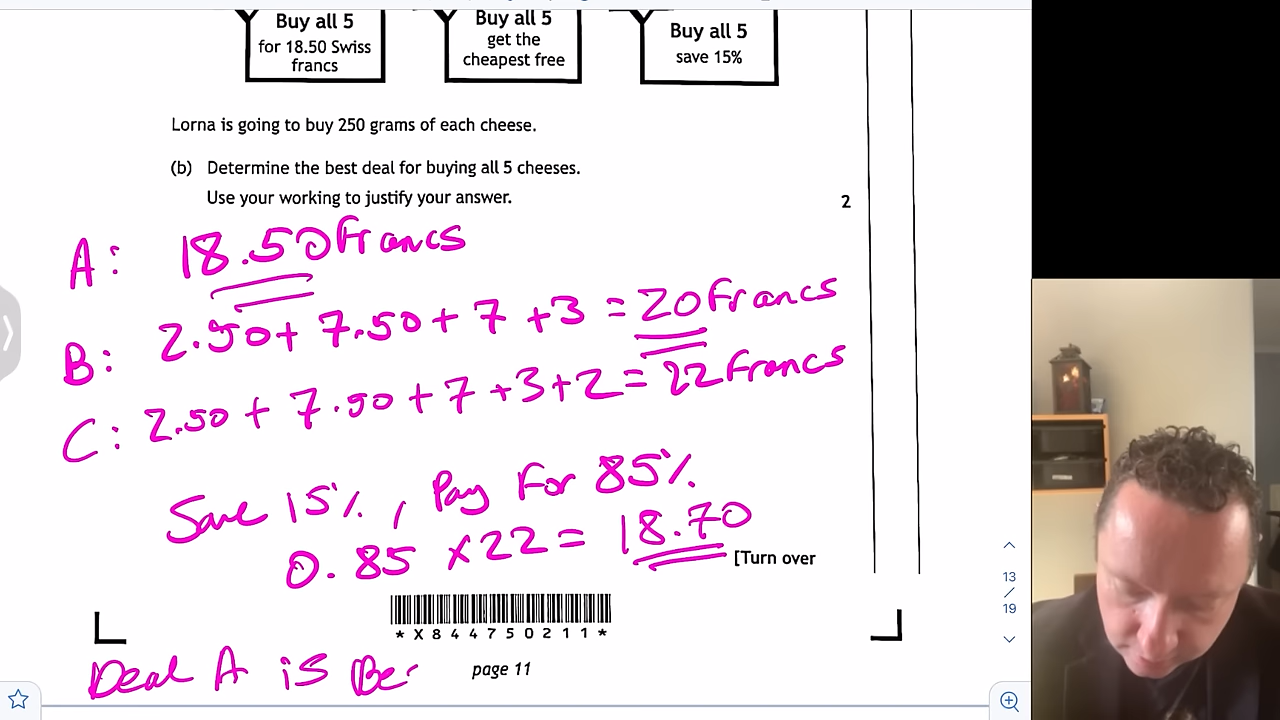 Buy all 5
for 18.50 Swiss
francs
Buy all 5
get the
cheapest free
Buy all 5
save 15%
Lorna is going to buy 250 grams of each cheese.
(b) Determine the best deal for buying all 5 cheeses.
Use your working to justify your answer.
2
A: 18.50 Francs
B: 2.50 + 7.50 + 7 + 3 = 20 Francs
C: 2.50 + 7.50 + 7 + 3 + 2 = 22 Francs
Save 15%, Pay For 85%
0.85 × 22 = 18.70
[Turn over
13
/
19
*X844750211*
page 11
Deal A is Be